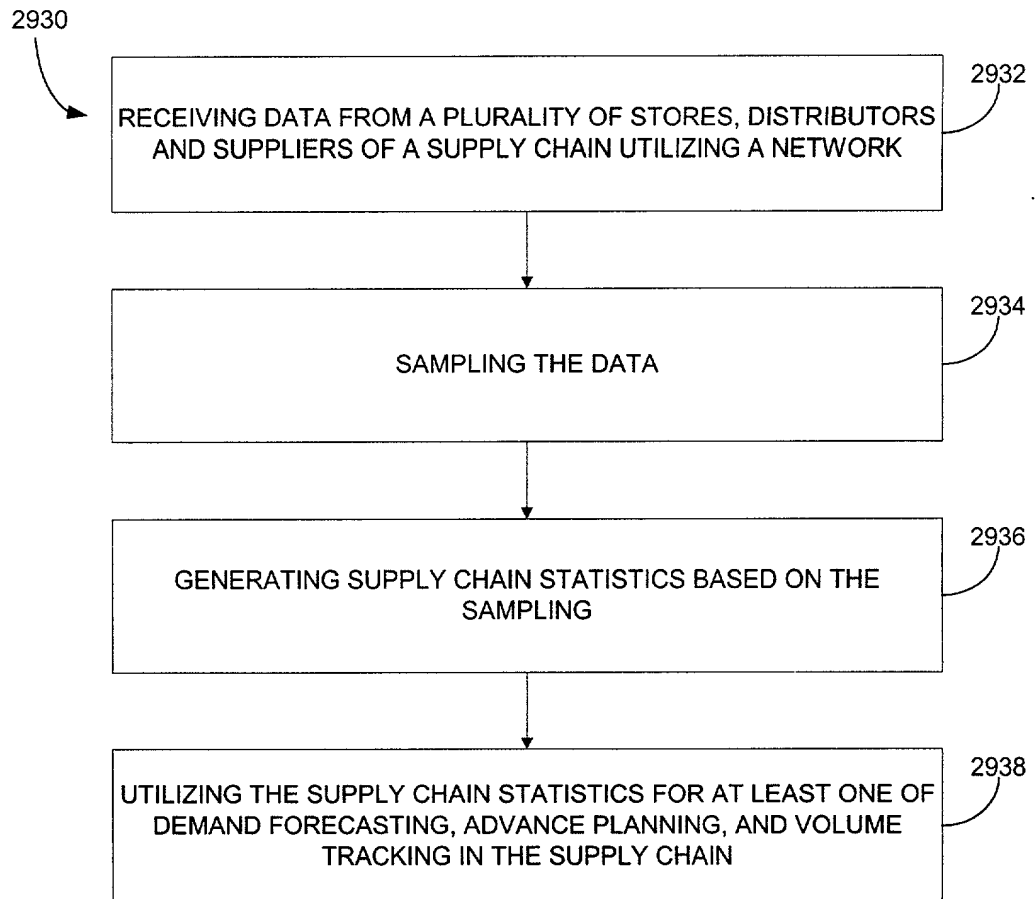 2930
2932
RECEIVING DATA FROM A PLURALITY OF STORES, DISTRIBUTORS
AND SUPPLIERS OF A SUPPLY CHAIN UTILIZING A NETWORK
2934
SAMPLING THE DATA
2936
GENERATING SUPPLY CHAIN STATISTICS BASED ON THE
SAMPLING
2938
UTILIZING THE SUPPLY CHAIN STATISTICS FOR AT LEAST ONE OF
DEMAND FORECASTING, ADVANCE PLANNING, AND VOLUME
TRACKING IN THE SUPPLY CHAIN